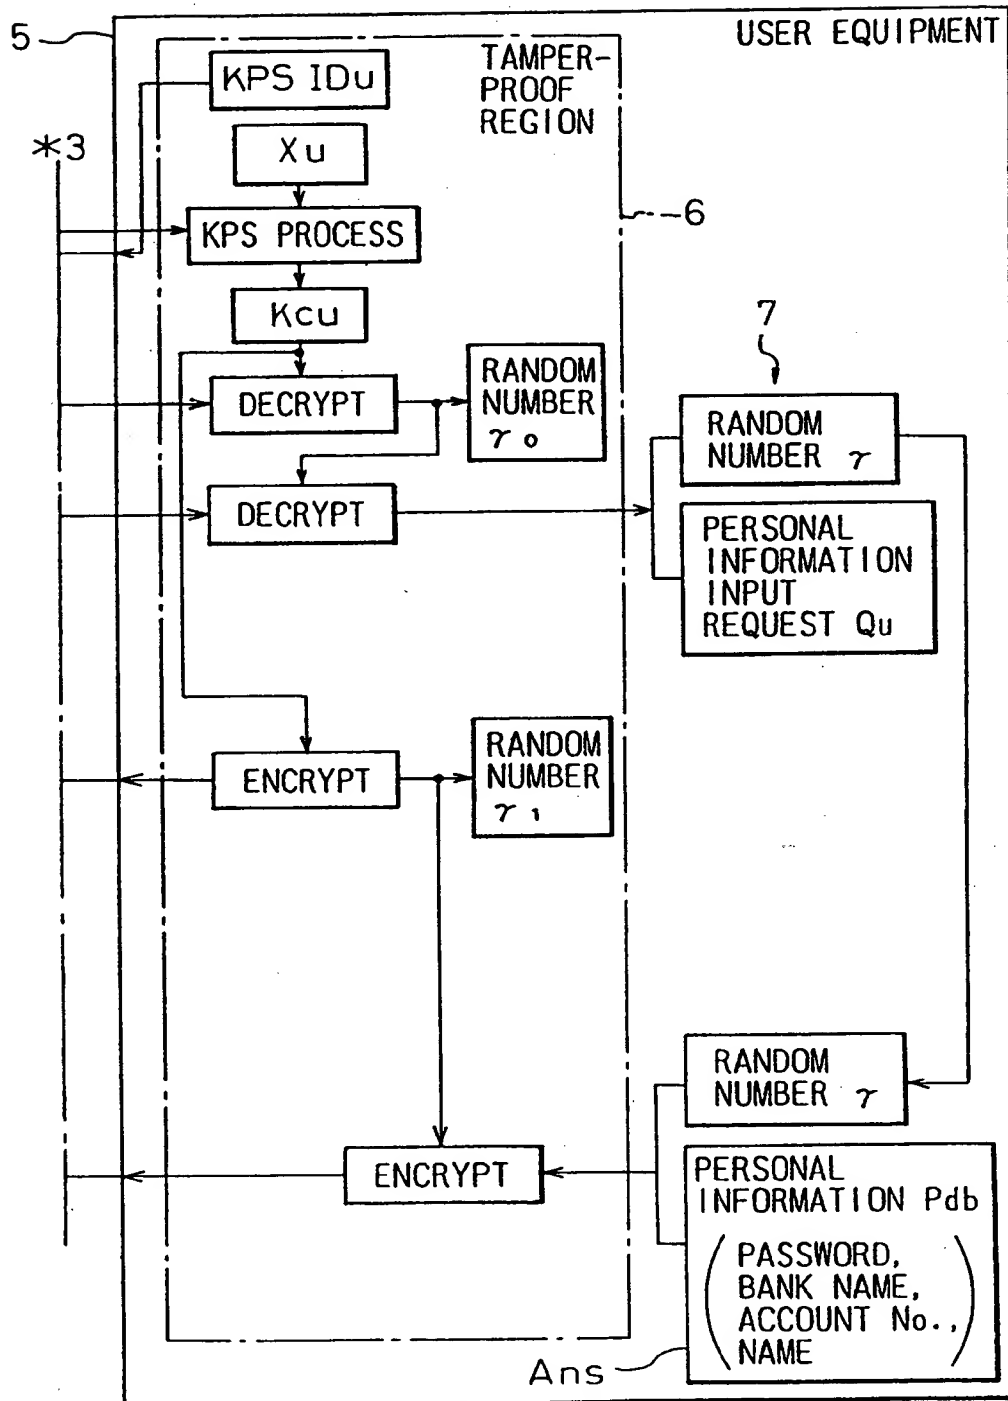 5
USER EQUIPMENT
TAMPER-
PROOF
REGION
KPS IDu
*3
Xu
6
KPS PROCESS
Kcu
7
DECRYPT
RANDOM
NUMBER
γ0
RANDOM
NUMBER γ
DECRYPT
PERSONAL
INFORMATION
INPUT
REQUEST Qu
ENCRYPT
RANDOM
NUMBER
γ1
RANDOM
NUMBER γ
ENCRYPT
PERSONAL
INFORMATION Pdb
(PASSWORD,
BANK NAME,
ACCOUNT No.,
NAME)
Ans